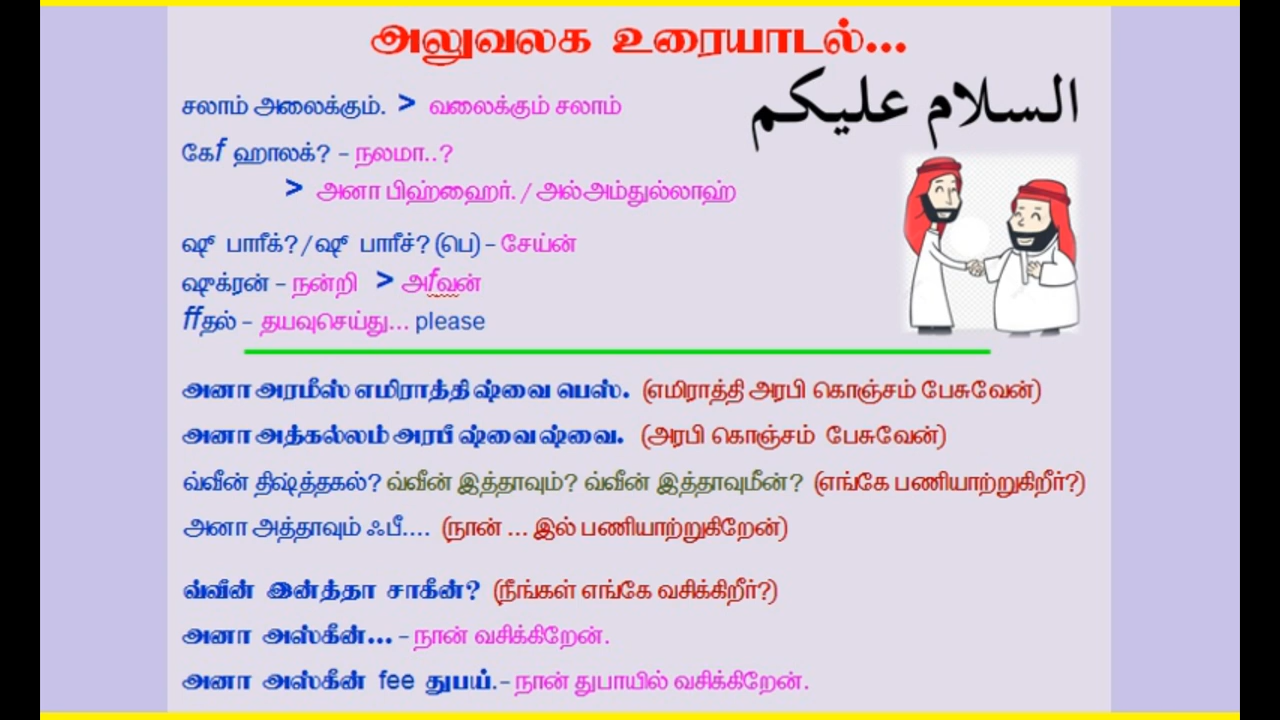 அலுவலக உரையாடல்...
السلام عليكم
சலாம் அலைக்கும். > வலைக்கும் சலாம்
கேf ஹாலக்? - நலமா..?
> அனா பிஹ்ஹைர். / அல்அம்துல்லாஹ்
ஷூ பாரீக்? / ஷூ பாரீச்? (பெ) - சேய்ன்
ஷுக்ரன் - நன்றி > அfவன்
ffதல் - தயவுசெய்து... please
அனா அரமீஸ் எமிராத்தி ஷ்வை பெஸ். (எமிராத்தி அரபி கொஞ்சம் பேசுவேன்)
அனா அத்கல்லம் அரபீ ஷ்வை ஷ்வை. (அரபி கொஞ்சம் பேசுவேன்)
வ்வீன் திஷ்த்தகல்? வ்வீன் இத்தாவும்? வ்வீன் இத்தாவுமீன்? (எங்கே பணியாற்றுகிறீர்?)
அனா அத்தாவும் ஃபீ.... (நான் ... இல் பணியாற்றுகிறேன்)
வ்வீன் இன்த்தா சாகீன்? (நீங்கள் எங்கே வசிக்கிறீர்?)
அனா அஸ்கீன்... - நான் வசிக்கிறேன்.
அனா அஸ்கீன் fee துபய்.- நான் துபாயில் வசிக்கிறேன்.